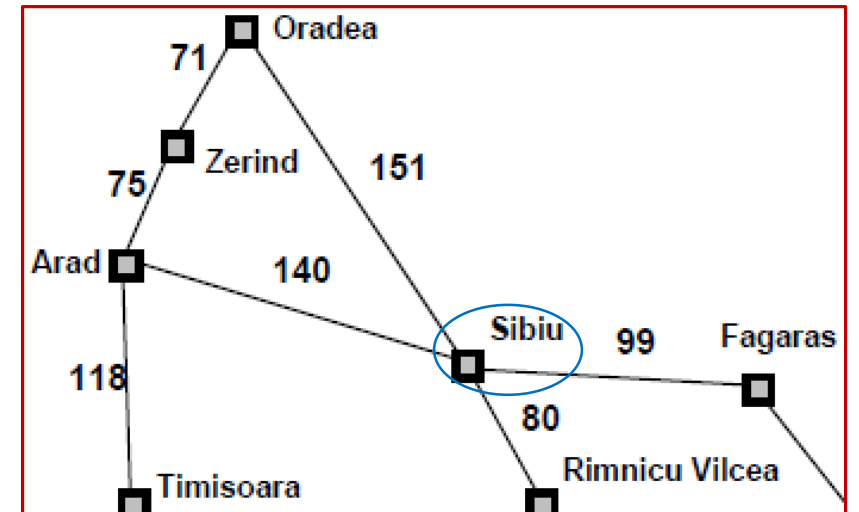 Oradea
71
Zerind
151
75
Arad
140
Sibiu
99
Fagaras
118
80
Rimnicu Vilcea
Timisoara